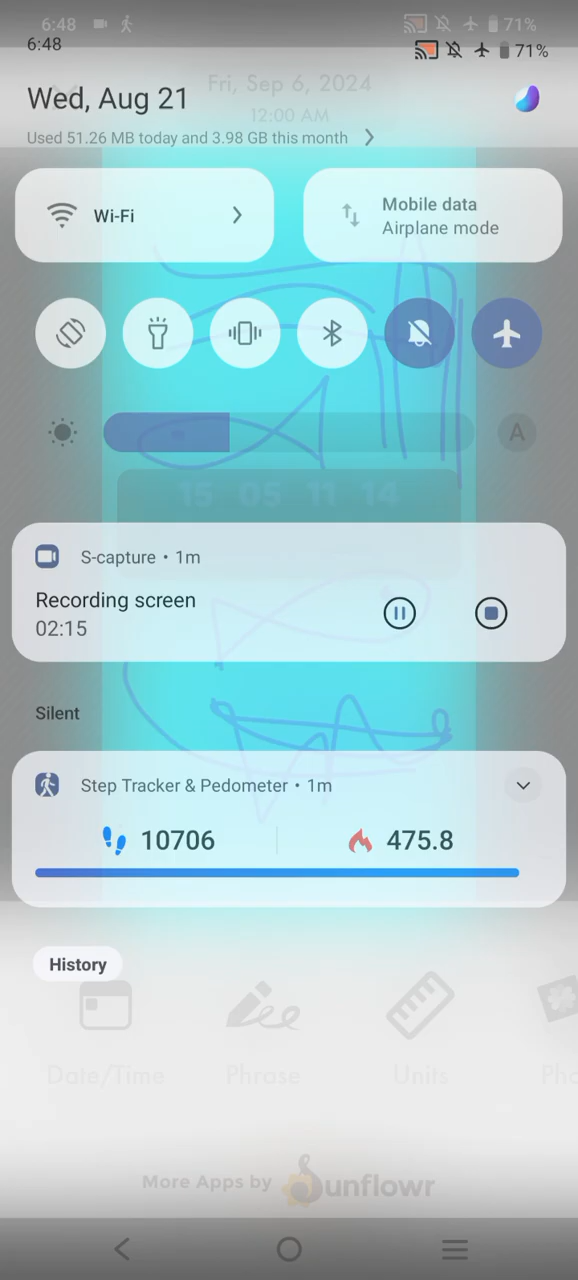 6:48
71%
6:48
71%
Fri, Sep 6, 2024
Wed, Aug 21
12:00 AM
Used 51.26 MB today and 3.98 GB this month
Wi-Fi
Mobile data
Airplane mode
A
15 05 11 14
S-capture • 1m
Recording screen
02:15
Silent
Step Tracker & Pedometer • 1m
10706
475.8
History
Date/Time
Phrase
Units
Pho
More Apps by Sunflowr